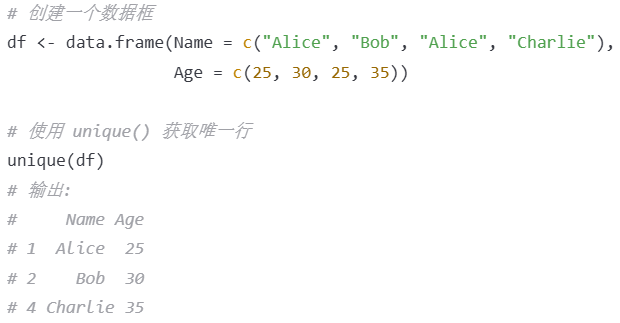 # 创建一个数据框
df <- data.frame(Name = c("Alice", "Bob", "Alice", "Charlie"),
                 Age = c(25, 30, 25, 35))

# 使用 unique() 获取唯一行
unique(df)
# 输出:
#     Name Age
# 1  Alice  25
# 2    Bob  30
# 4 Charlie 35